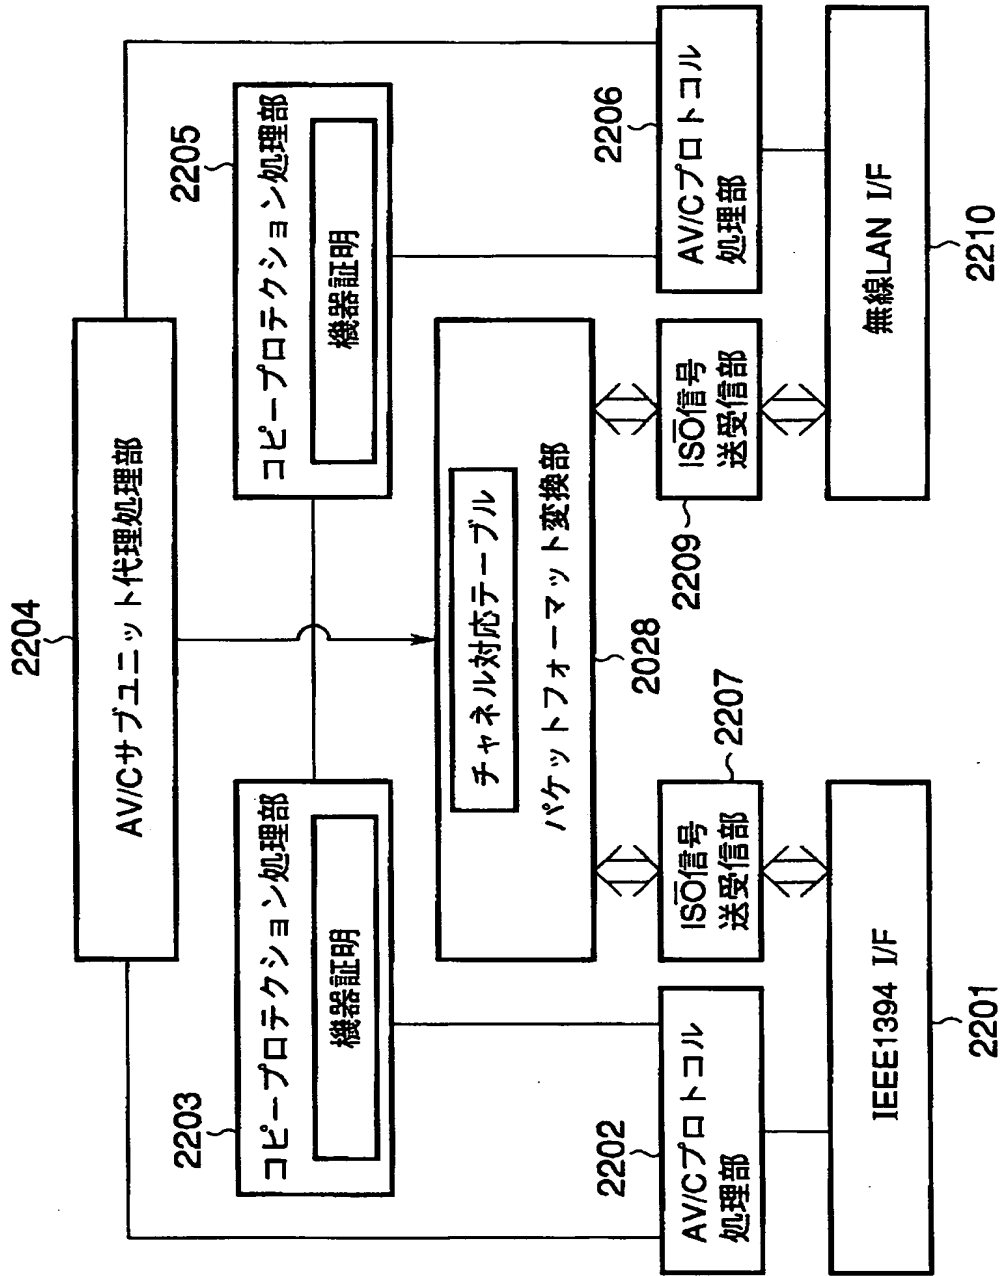 2204
AV/Cサブユニット代理処理部
2203
コピープロテクション処理部
機器証明
2205
コピープロテクション処理部
機器証明
チャネル対応テーブル
パケットフォーマット変換部
2028
2202
AV/Cプロトコル
処理部
2207
ISO信号
送受信部
2209
ISO信号
送受信部
2206
AV/Cプロトコル
処理部
IEEE1394 I/F
2201
無線LAN I/F
2210